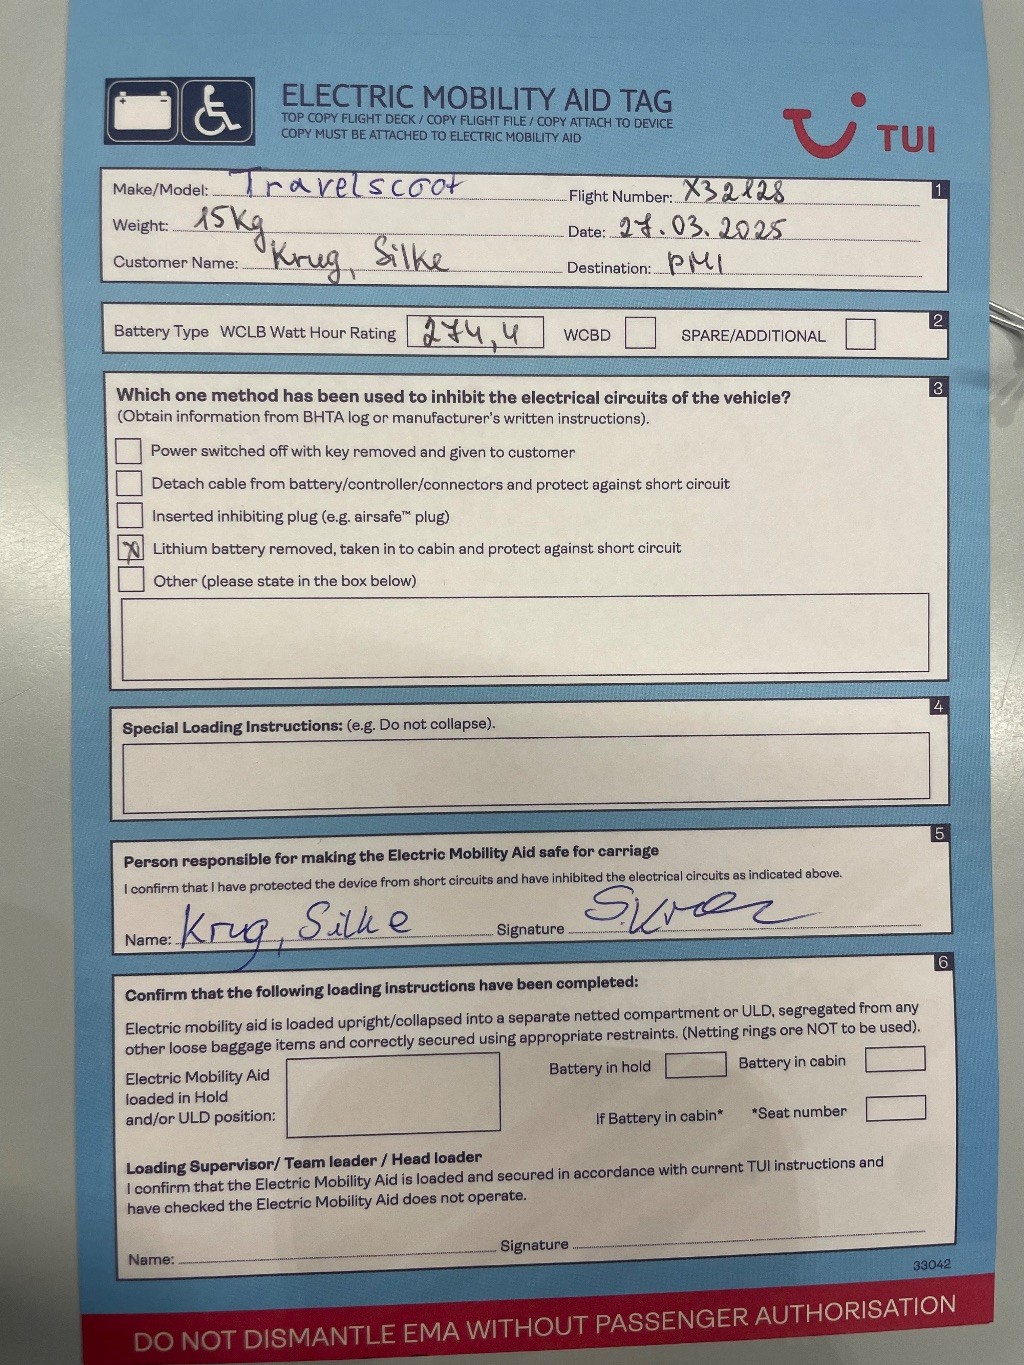 ELECTRIC MOBILITY AID TAG
TOP COPY FLIGHT DECK / COPY FLIGHT FILE / COPY ATTACH TO DEVICE
COPY MUST BE ATTACHED TO ELECTRIC MOBILITY AID
TUI
1
Make/Model: Travelscoot Flight Number: X32128
Weight: 15Kg Date: 27.03.2025
Customer Name: Krug, Silke Destination: PMI
2
Battery Type WCLB Watt Hour Rating 274,4 WCBD SPARE/ADDITIONAL
3
Which one method has been used to inhibit the electrical circuits of the vehicle?
(Obtain information from BHTA log or manufacturer's written instructions).
Power switched off with key removed and given to customer
Detach cable from battery/controller/connectors and protect against short circuit
Inserted inhibiting plug (e.g. airsafe™ plug)
X Lithium battery removed, taken in to cabin and protect against short circuit
Other (please state in the box below)
4
Special Loading Instructions: (e.g. Do not collapse).
5
Person responsible for making the Electric Mobility Aid safe for carriage
I confirm that I have protected the device from short circuits and have inhibited the electrical circuits as indicated above.
Name: Krug, Silke Signature
6
Confirm that the following loading instructions have been completed:
Electric mobility aid is loaded upright/collapsed into a separate netted compartment or ULD, segregated from any
other loose baggage items and correctly secured using appropriate restraints. (Netting rings are NOT to be used).
Electric Mobility Aid Battery in hold Battery in cabin
loaded in Hold
and/or ULD position: If Battery in cabin* *Seat number
Loading Supervisor/ Team leader / Head loader
I confirm that the Electric Mobility Aid is loaded and secured in accordance with current TUI instructions and
have checked the Electric Mobility Aid does not operate.
Name: Signature
33042
DO NOT DISMANTLE EMA WITHOUT PASSENGER AUTHORISATION